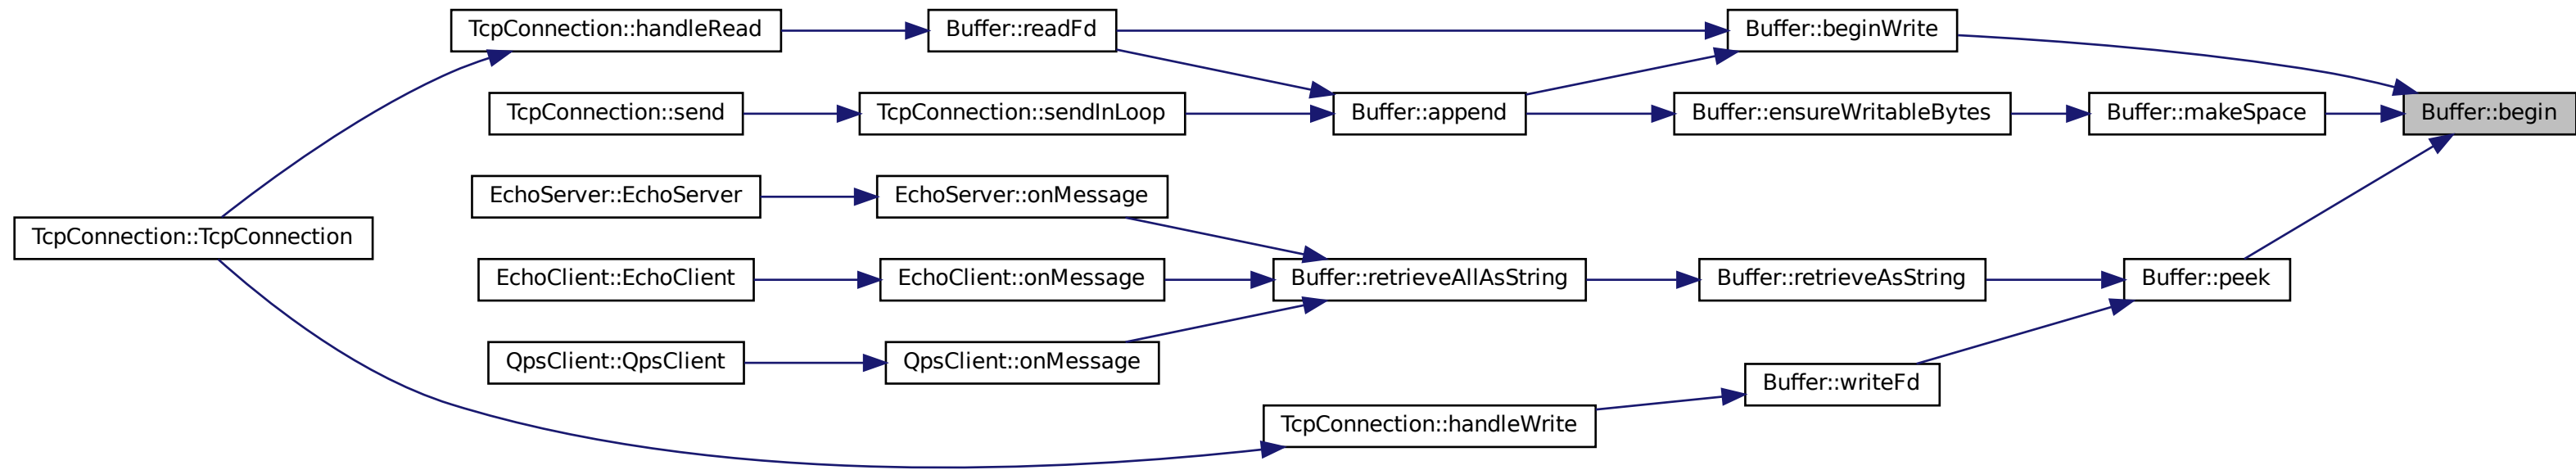 TcpConnection::handleRead
Buffer::readFd
Buffer::beginWrite
TcpConnection::send
TcpConnection::sendInLoop
Buffer::append
Buffer::ensureWritableBytes
Buffer::makeSpace
Buffer::begin
EchoServer::EchoServer
EchoServer::onMessage
TcpConnection::TcpConnection
EchoClient::EchoClient
EchoClient::onMessage
Buffer::retrieveAllAsString
Buffer::retrieveAsString
Buffer::peek
QpsClient::QpsClient
QpsClient::onMessage
Buffer::writeFd
TcpConnection::handleWrite